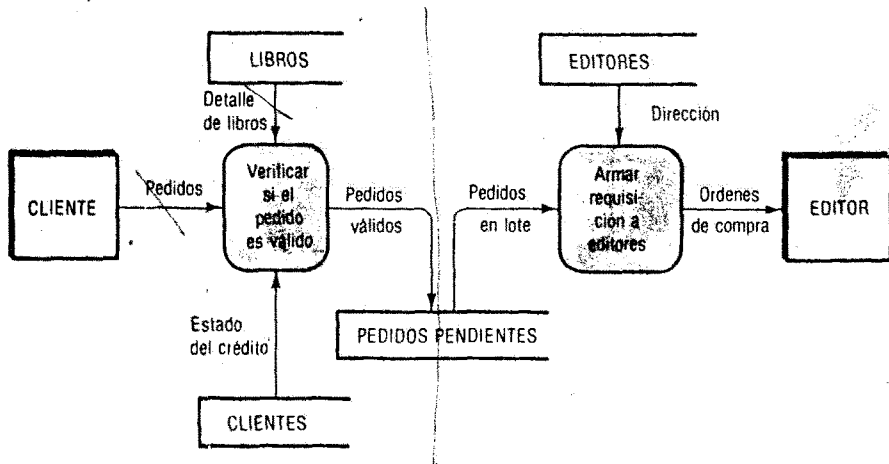 LIBROS
EDITORES
Detalle
de libros
Dirección
CLIENTE
Pedidos
Verificar
si el
pedido
es válido
Pedidos
válidos
Pedidos
en lote
Armar
requisi-
ción a
editores
Ordenes
de compra
EDITOR
Estado
del crédito
PEDIDOS PENDIENTES
CLIENTES